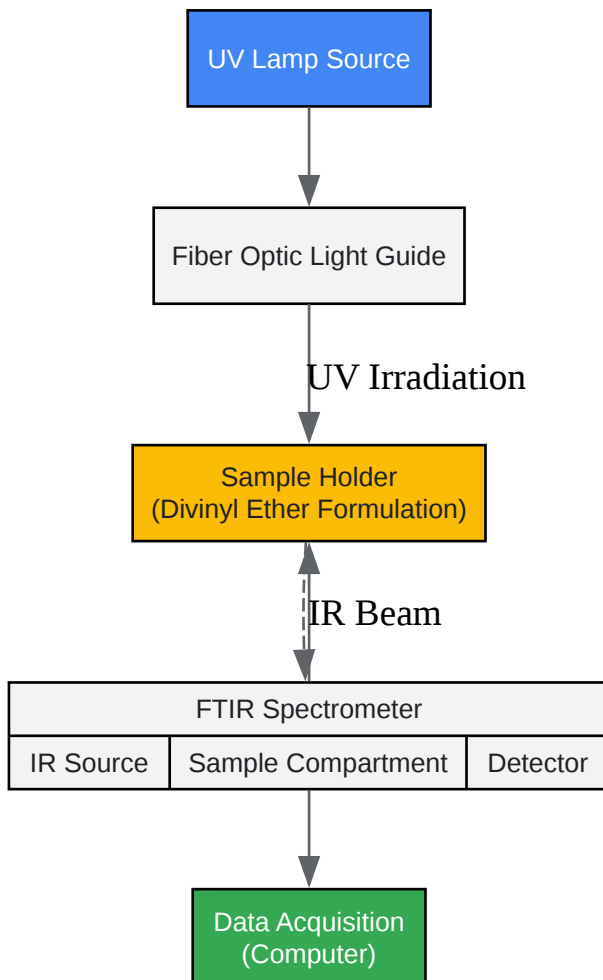 UV Lamp Source
Fiber Optic Light Guide
UV Irradiation
Sample Holder
(Divinyl Ether Formulation)
IR Beam
FTIR Spectrometer
IR Source
Sample Compartment
Detector
Data Acquisition
(Computer)